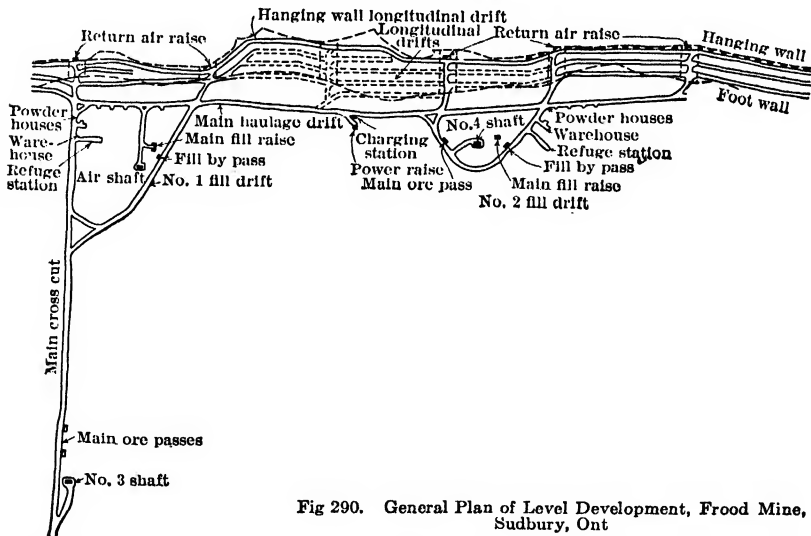 Hanging wall longitudinal drift
Return air raise
Longitudinal
drifts
Return air raise
Hanging wall
Foot wall
Powder
houses
Ware-
house
Refuge
station
Main haulage drift
Main fill raise
Fill by pass
Air shaft
No. 1 fill drift
Charging
station
Power raise
Main ore pass
No. 4 shaft
Powder houses
Warehouse
Refuge station
Fill by pass
Main fill raise
No. 2 fill drift
Main cross cut
Main ore passes
No. 3 shaft
Fig 290. General Plan of Level Development, Frood Mine,
Sudbury, Ont